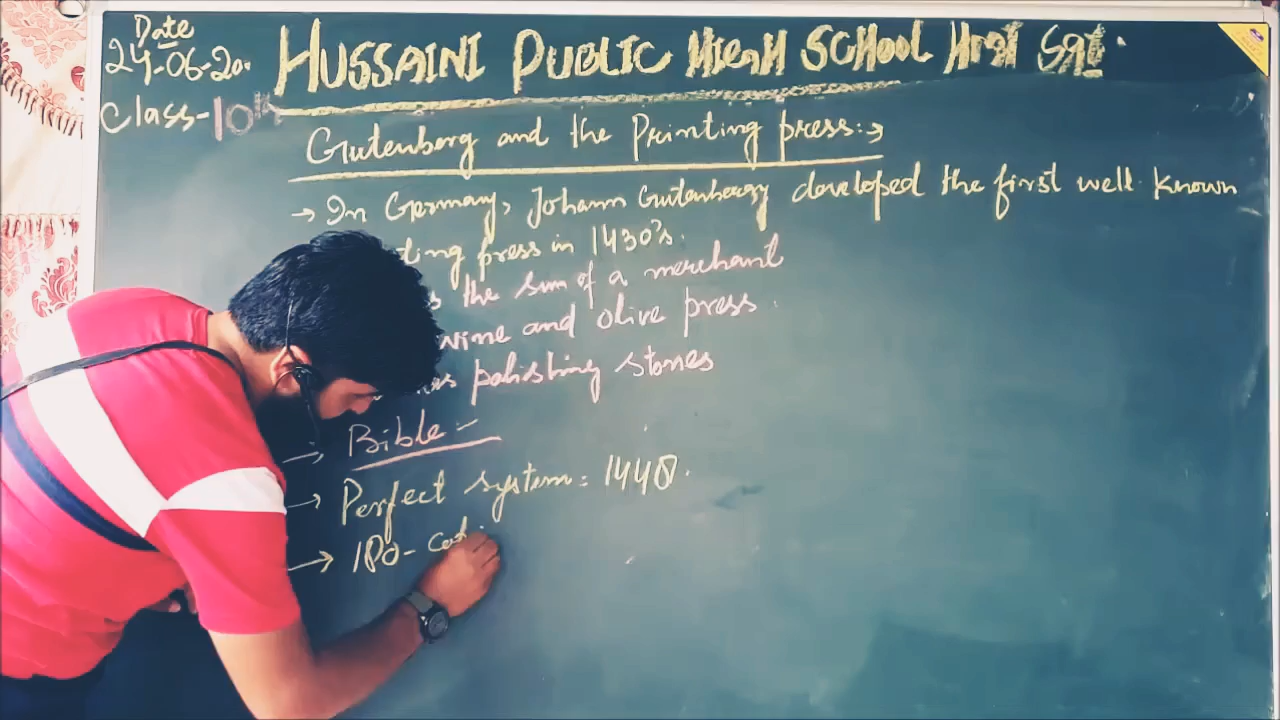 Date
24-06-20.
Class-10th
HUSSAINI PUBLIC HIGH SCHOOL
Gutenberg and the Printing press:→
→ In Germany, Johann Gutenberg developed the first well known
ting press in 1430's.
s the son of a merchant
wine and olive press.
polishing stones
→ Bible:-
→ Perfect system = 1448.
→ 180-